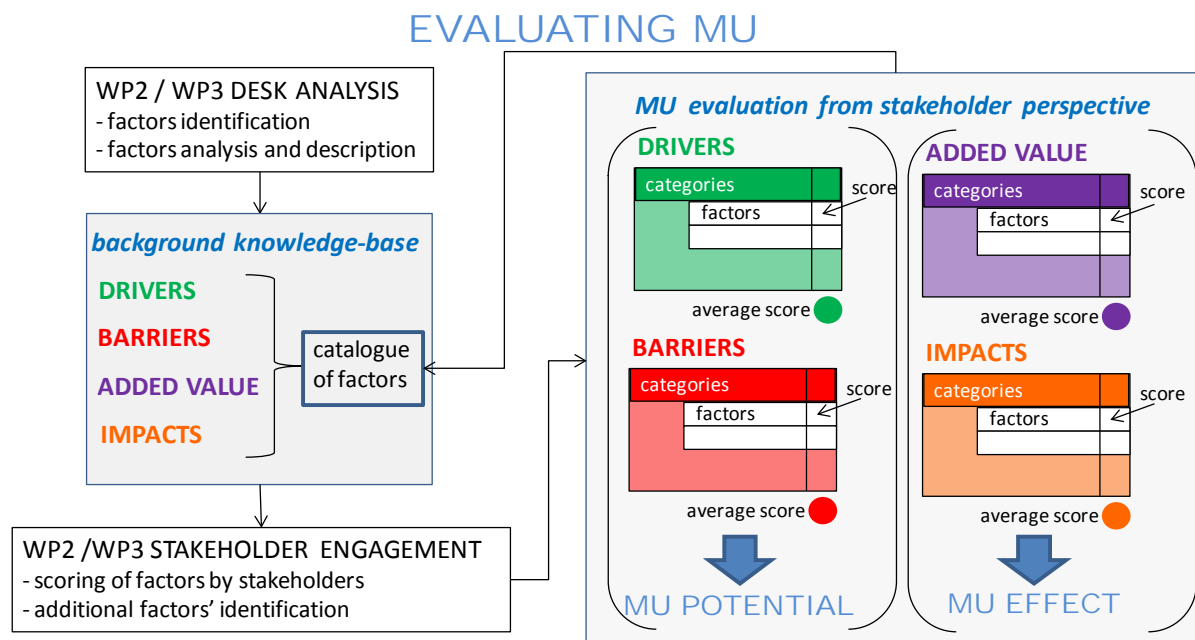 EVALUATING MU
WP2 / WP3 DESK ANALYSIS
- factors identification
- factors analysis and description
background knowledge-base
DRIVERS
BARRIERS
ADDED VALUE
IMPACTS
catalogue
of factors
WP2 /WP3 STAKEHOLDER ENGAGEMENT
- scoring of factors by stakeholders
- additional factors' identification
MU evaluation from stakeholder perspective
DRIVERS
categories
score
factors
average score
BARRIERS
categories
score
factors
average score
MU POTENTIAL
ADDED VALUE
categories
score
factors
average score
IMPACTS
categories
score
factors
average score
MU EFFECT